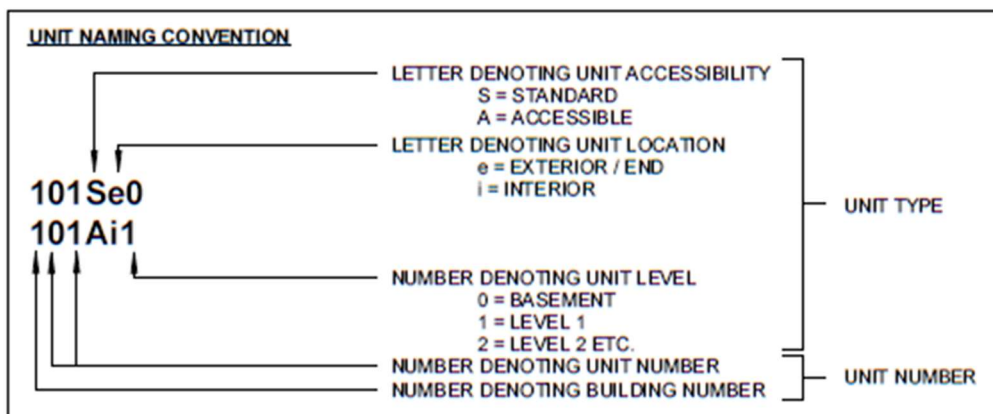 UNIT NAMING CONVENTION
LETTER DENOTING UNIT ACCESSIBILITY
S = STANDARD
A = ACCESSIBLE
LETTER DENOTING UNIT LOCATION
e = EXTERIOR / END
i = INTERIOR
101Se0
UNIT TYPE
101Ai1
NUMBER DENOTING UNIT LEVEL
0 = BASEMENT
1 = LEVEL 1
2 = LEVEL 2 ETC.
NUMBER DENOTING UNIT NUMBER
UNIT NUMBER
NUMBER DENOTING BUILDING NUMBER